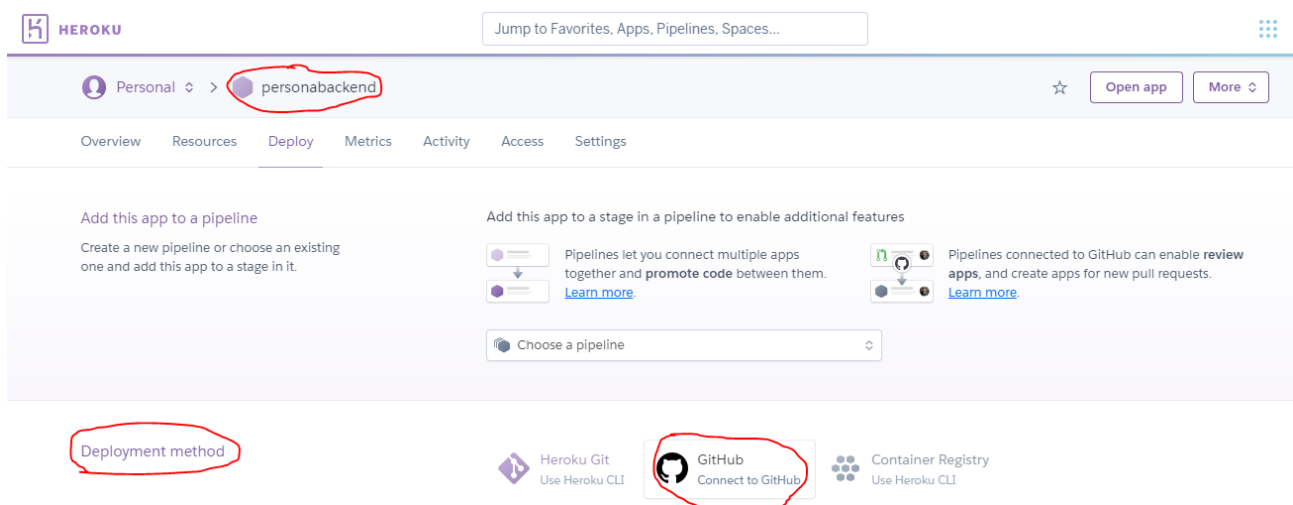 HEROKU
Jump to Favorites, Apps, Pipelines, Spaces...
Personal > personabackend
Open app
More
Overview Resources Deploy Metrics Activity Access Settings
Add this app to a pipeline
Create a new pipeline or choose an existing
one and add this app to a stage in it.
Add this app to a stage in a pipeline to enable additional features
Pipelines let you connect multiple apps
together and promote code between them.
Learn more.
Pipelines connected to GitHub can enable review
apps, and create apps for new pull requests.
Learn more.
Choose a pipeline
Deployment method
Heroku Git
Use Heroku CLI
GitHub
Connect to GitHub
Container Registry
Use Heroku CLI